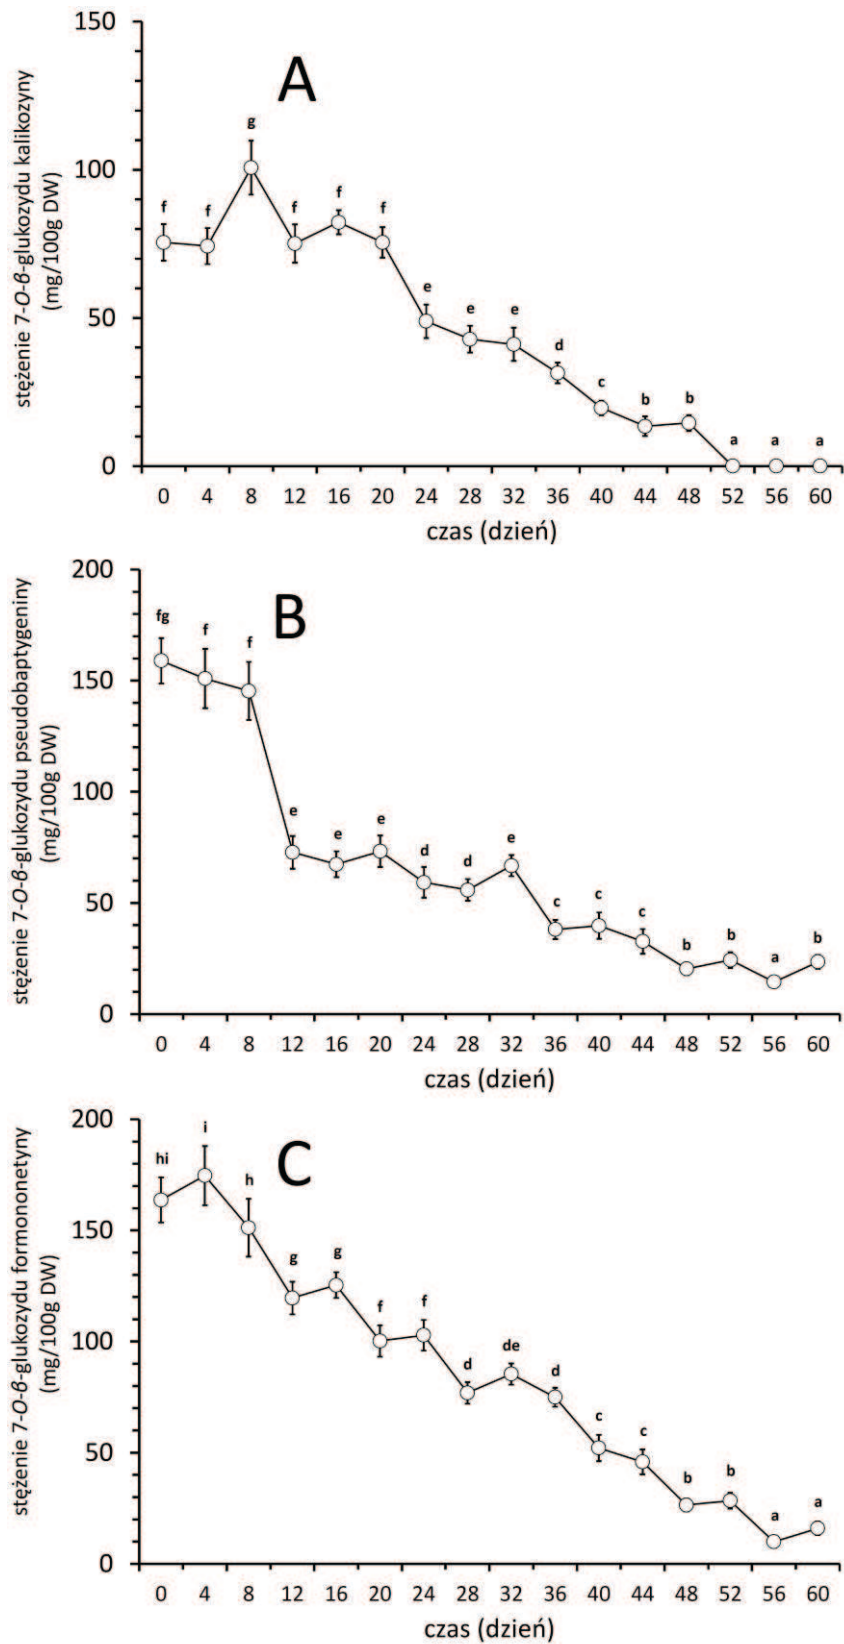 stężenie 7-O-β-glukozydu kalikozyny
(mg/100g DW)
A
150
100
50
0
f f g f f f e e e d c b b a a a
0 4 8 12 16 20 24 28 32 36 40 44 48 52 56 60
czas (dzień)
stężenie 7-O-β-glukozydu pseudobaptygeniny
(mg/100g DW)
B
200
150
100
50
0
fg f f e e e d d e c c c b b a b
0 4 8 12 16 20 24 28 32 36 40 44 48 52 56 60
czas (dzień)
stężenie 7-O-β-glukozydu formononetyny
(mg/100g DW)
C
200
150
100
50
0
hi i h g g f f d de d c c b b a a
0 4 8 12 16 20 24 28 32 36 40 44 48 52 56 60
czas (dzień)